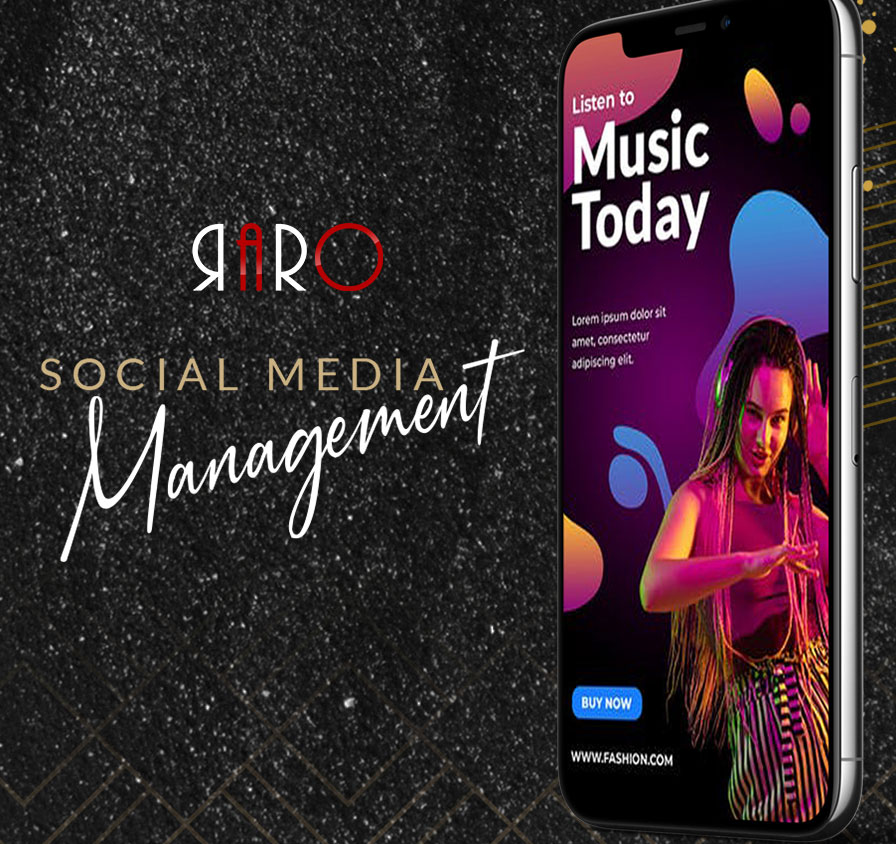 ЯARO
SOCIAL MEDIA
Management
Listen to
Music
Today
Lorem ipsum dolor sit
amet, consectetur
adipiscing elit.
BUY NOW
WWW.FASHION.COM